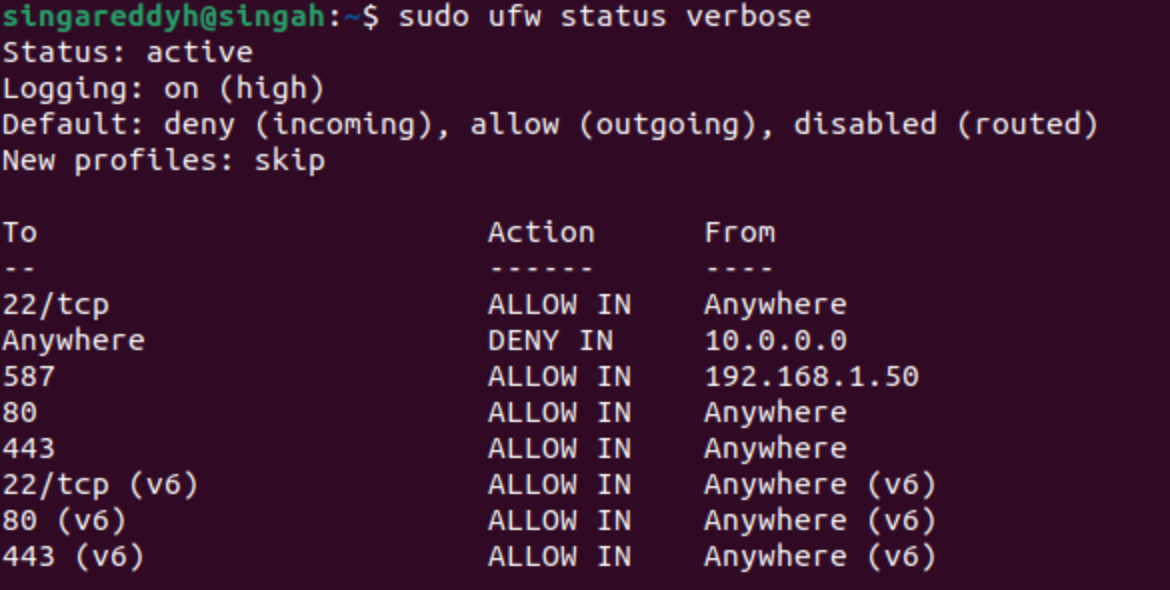 singareddyh@singah:~$ sudo ufw status verbose
Status: active
Logging: on (high)
Default: deny (incoming), allow (outgoing), disabled (routed)
New profiles: skip

To                         Action      From
--                         ------      ----
22/tcp                     ALLOW IN    Anywhere
Anywhere                   DENY IN     10.0.0.0
587                        ALLOW IN    192.168.1.50
80                         ALLOW IN    Anywhere
443                        ALLOW IN    Anywhere
22/tcp (v6)                ALLOW IN    Anywhere (v6)
80 (v6)                    ALLOW IN    Anywhere (v6)
443 (v6)                   ALLOW IN    Anywhere (v6)